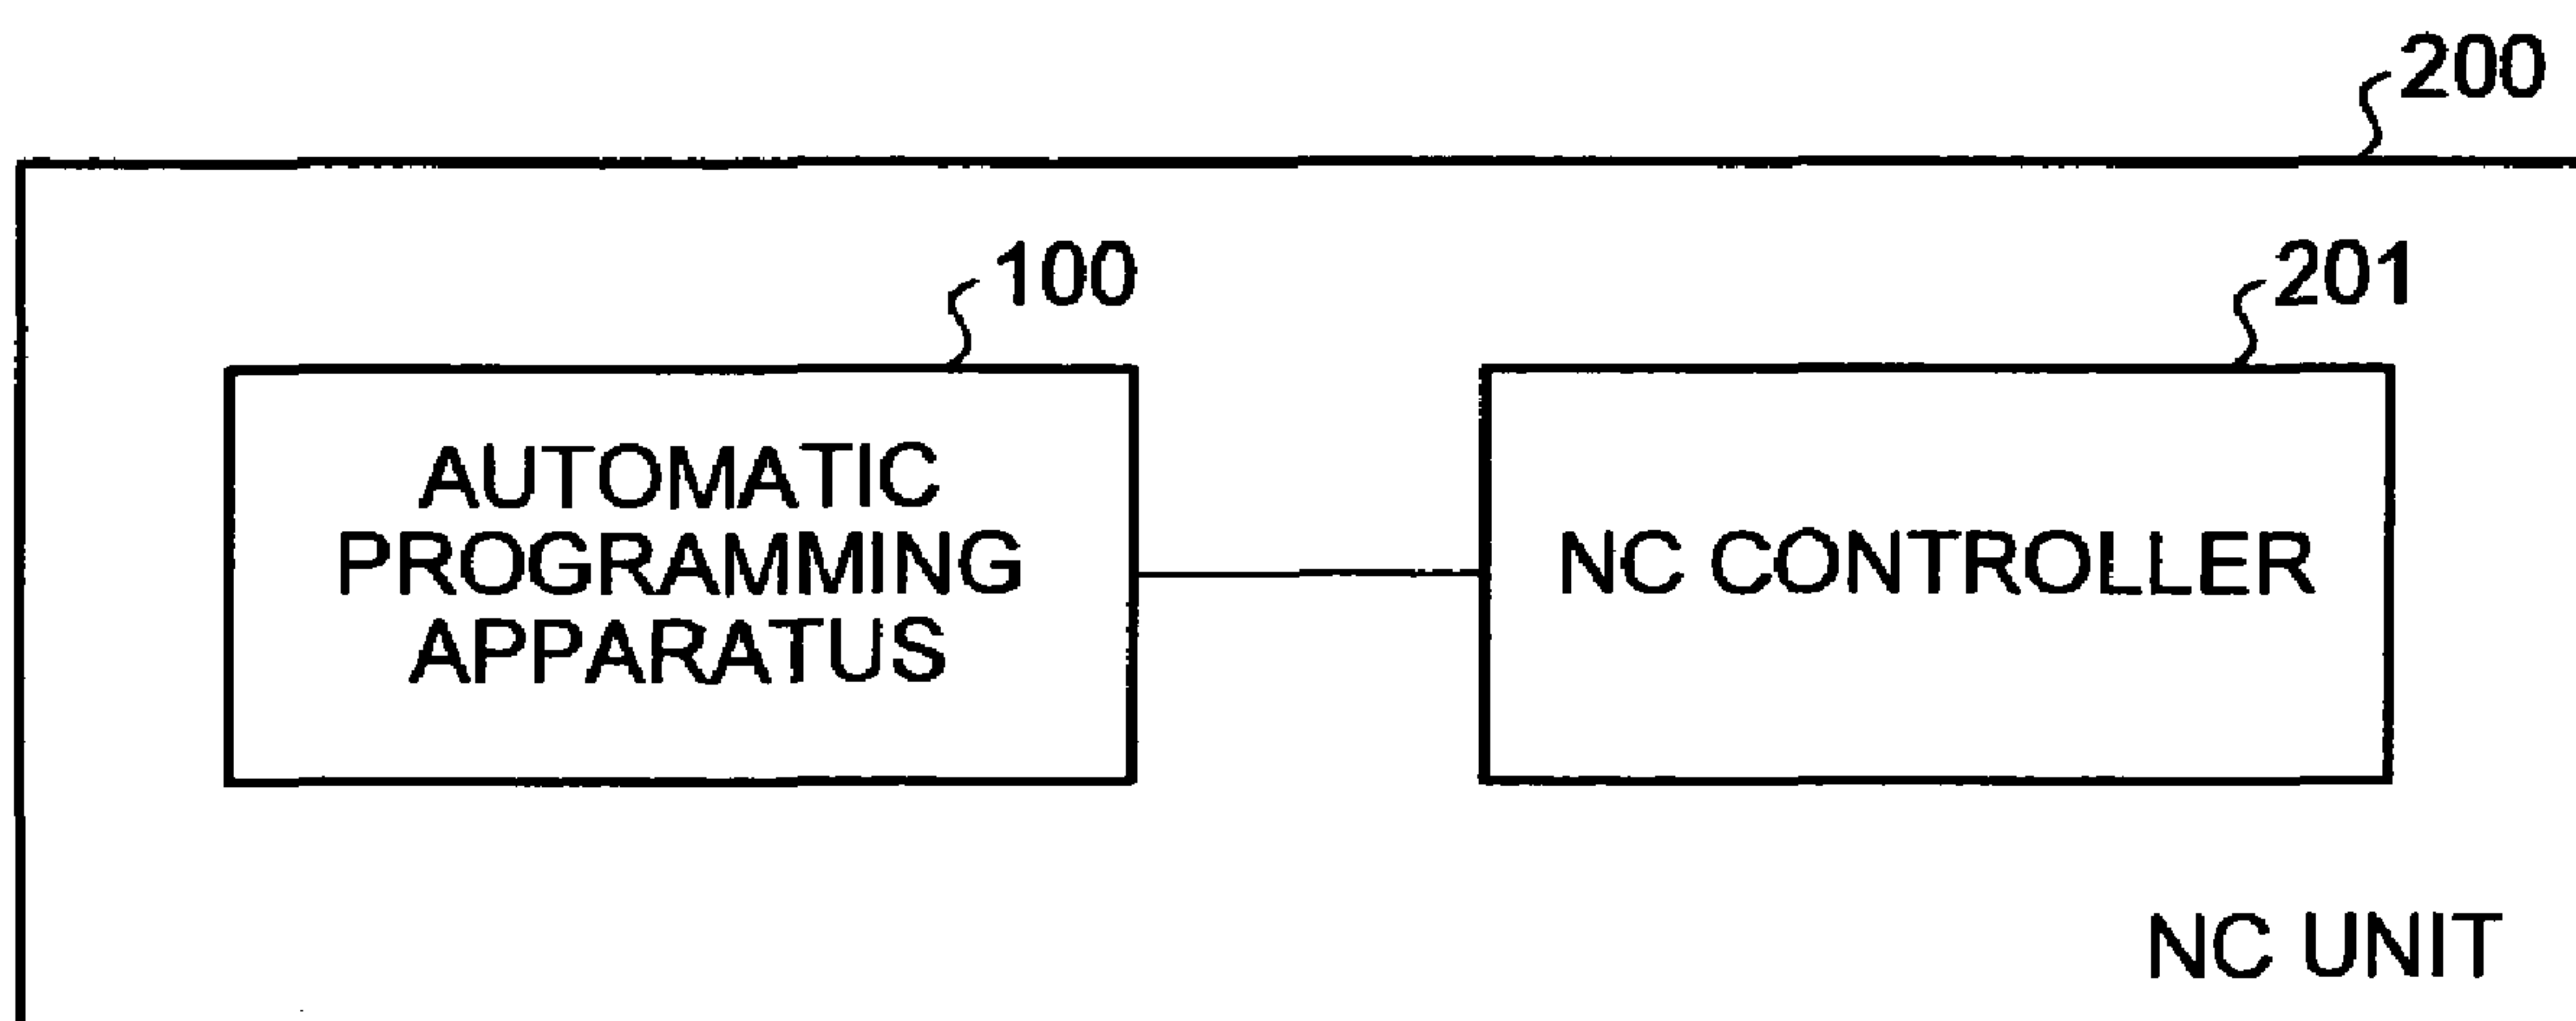 200
100
201
AUTOMATIC
PROGRAMMING
APPARATUS
NC CONTROLLER
NC UNIT